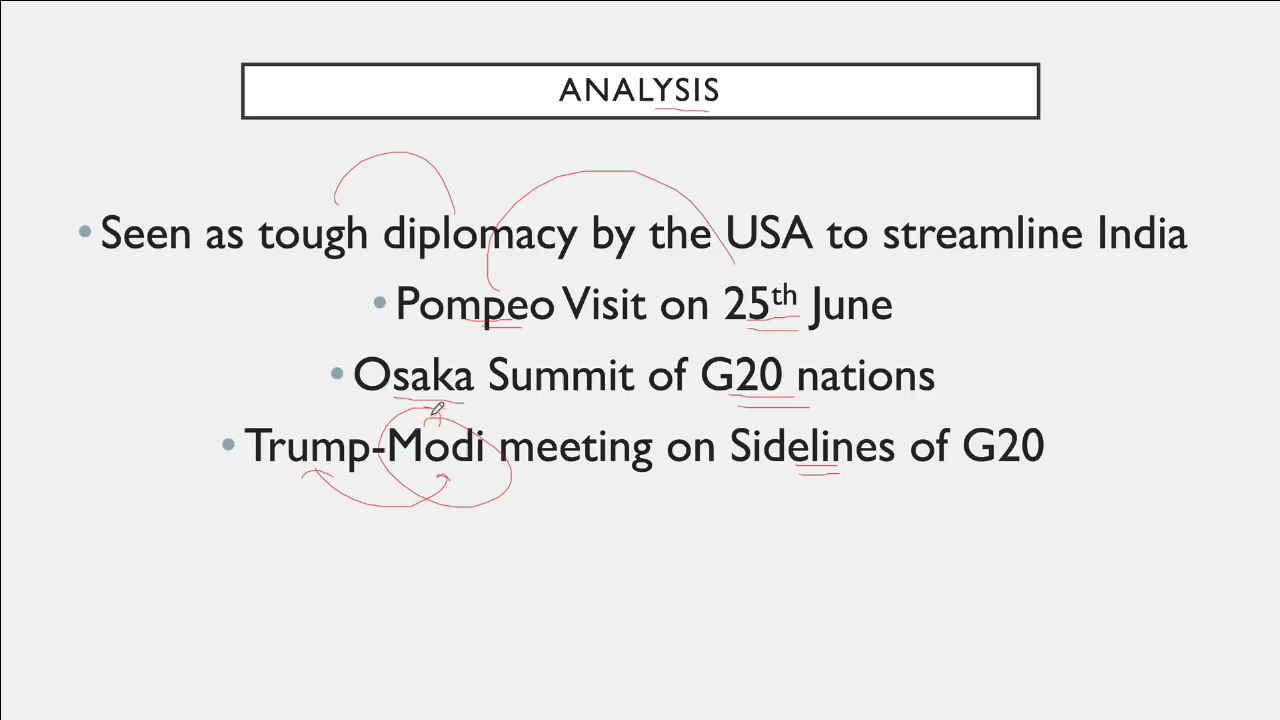 ANALYSIS
• Seen as tough diplomacy by the USA to streamline India
• Pompeo Visit on 25th June
• Osaka Summit of G20 nations
• Trump-Modi meeting on Sidelines of G20